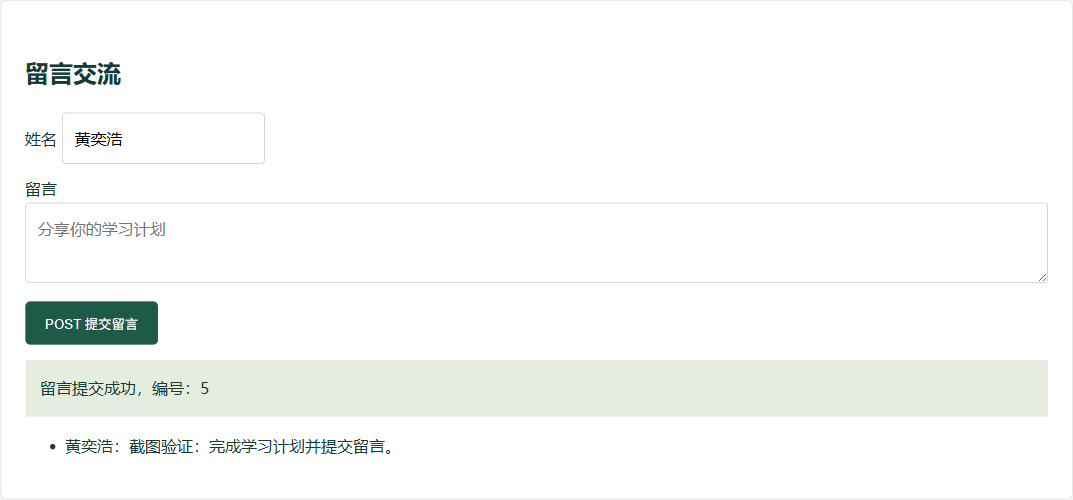 留言交流
姓名 黄奕浩
留言
分享你的学习计划
POST 提交留言
留言提交成功，编号：5
• 黄奕浩：截图验证：完成学习计划并提交留言。